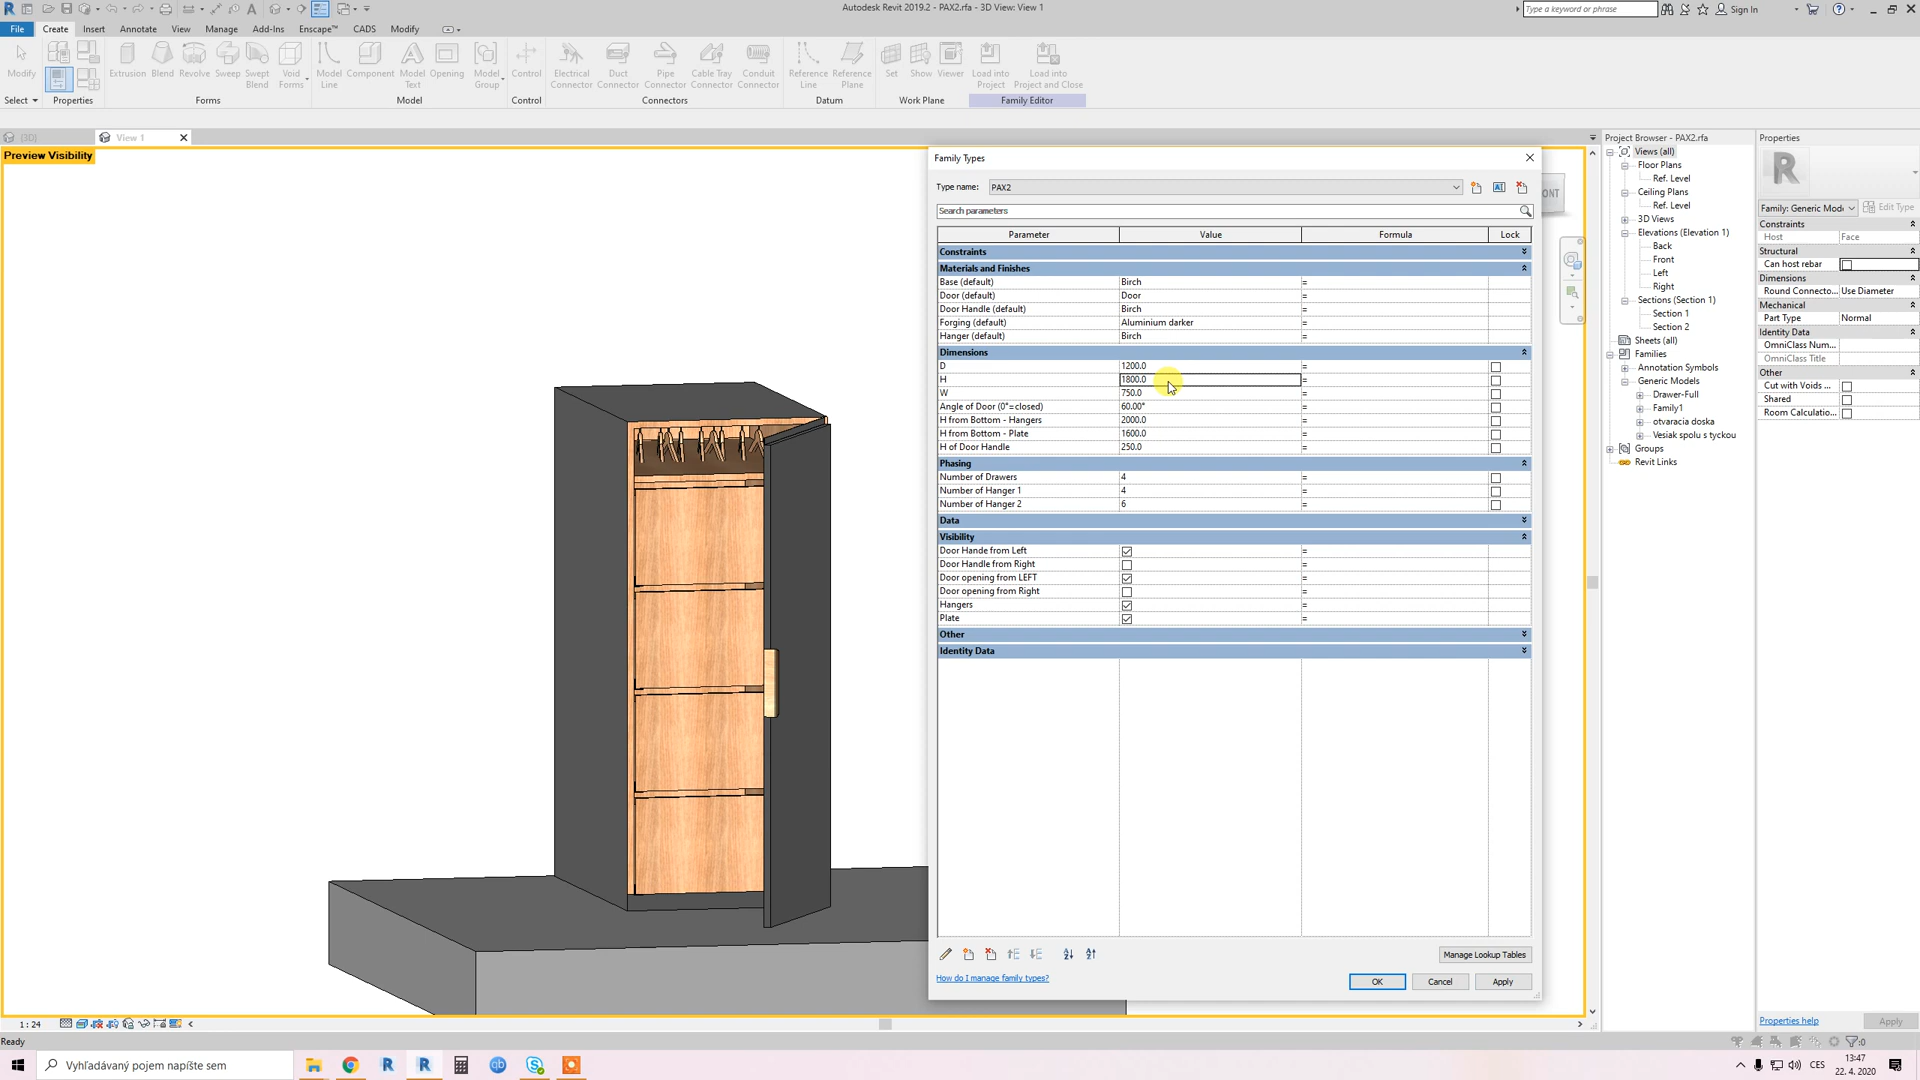 Autodesk Revit 2019.2 - PAX2.rfa - 3D View: View 1
Type a keyword or phrase
Sign In
File Create Insert Annotate View Manage Add-Ins Enscape™ CADS Modify
Modify
Extrusion Blend Revolve Sweep Swept Blend Void Forms
Model Line Component Model Text Opening Model Group
Control
Electrical Connector Duct Connector Pipe Connector Cable Tray Connector Conduit Connector
Reference Line Reference Plane
Set Show Viewer
Load into Project Load into Project and Close
Select Properties Forms Model Control Connectors Datum Work Plane Family Editor
(3D)
View 1
Preview Visibility
ONT
Family Types
Type name: PAX2
Search parameters
Parameter Value Formula Lock
Constraints
Materials and Finishes
Base (default) Birch =
Door (default) Door =
Door Handle (default) Birch =
Forging (default) Aluminium darker =
Hanger (default) Birch =
Dimensions
D 1200.0 =
H 1800.0 =
W 750.0 =
Angle of Door (0°=closed) 60.00° =
H from Bottom - Hangers 2000.0 =
H from Bottom - Plate 1600.0 =
H of Door Handle 250.0 =
Phasing
Number of Drawers 4 =
Number of Hanger 1 4 =
Number of Hanger 2 6 =
Data
Visibility
Door Hande from Left =
Door Handle from Right =
Door opening from LEFT =
Door opening from Right =
Hangers =
Plate =
Other
Identity Data
Manage Lookup Tables
How do I manage family types?
OK Cancel Apply
Project Browser - PAX2.rfa
Views (all)
Floor Plans
Ref. Level
Ceiling Plans
Ref. Level
3D Views
Elevations (Elevation 1)
Back
Front
Left
Right
Sections (Section 1)
Section 1
Section 2
Sheets (all)
Families
Annotation Symbols
Generic Models
Drawer-Full
Family1
otvaracia doska
Vesiak spolu s tyckou
Groups
Revit Links
Properties
Family: Generic Mode
Edit Type
Constraints
Host Face
Structural
Can host rebar
Dimensions
Round Connecto... Use Diameter
Mechanical
Part Type Normal
Identity Data
OmniClass Num...
OmniClass Title
Other
Cut with Voids ...
Shared
Room Calculatio...
Properties help
Apply
1 : 24
Ready
:0
Vyhľadávaný pojem napíšte sem
CES
13:47
22. 4. 2020